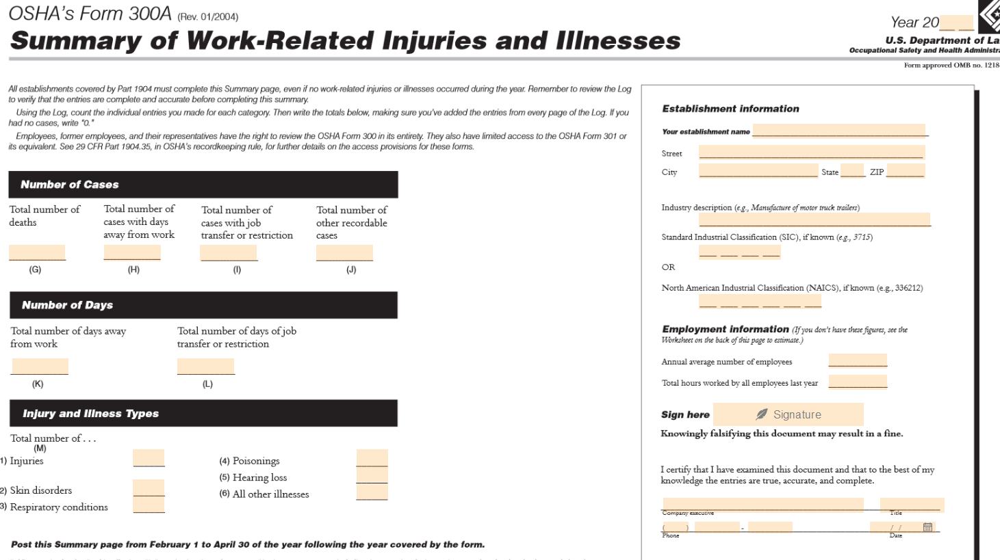 OSHA's Form 300A (Rev. 01/2004)
Year 20
Summary of Work-Related Injuries and Illnesses
U.S. Department of La
Occupational Safety and Health Administra
Form approved OMB no. 1218-
All establishments covered by Part 1904 must complete this Summary page, even if no work-related injuries or illnesses occurred during the year. Remember to review the Log
to verify that the entries are complete and accurate before completing this summary.
Using the Log, count the individual entries you made for each category. Then write the totals below, making sure you've added the entries from every page of the Log. If you
had no cases, write "0."
Employees, former employees, and their representatives have the right to review the OSHA Form 300 in its entirety. They also have limited access to the OSHA Form 301 or
its equivalent. See 29 CFR Part 1904.35, in OSHA's recordkeeping rule, for further details on the access provisions for these forms.
Number of Cases
Total number of
deaths
Total number of
cases with days
away from work
Total number of
cases with job
transfer or restriction
Total number of
other recordable
cases
(G)
(H)
(I)
(J)
Number of Days
Total number of days away
from work
Total number of days of job
transfer or restriction
(K)
(L)
Injury and Illness Types
Total number of . . .
(M)
1) Injuries
2) Skin disorders
3) Respiratory conditions
(4) Poisonings
(5) Hearing loss
(6) All other illnesses
Post this Summary page from February 1 to April 30 of the year following the year covered by the form.
Establishment information
Your establishment name
Street
City State ZIP
Industry description (e.g., Manufacture of motor truck trailers)
Standard Industrial Classification (SIC), if known (e.g., 3715)
OR
North American Industrial Classification (NAICS), if known (e.g., 336212)
Employment information (If you don't have these figures, see the
Worksheet on the back of this page to estimate.)
Annual average number of employees
Total hours worked by all employees last year
Sign here Signature
Knowingly falsifying this document may result in a fine.
I certify that I have examined this document and that to the best of my
knowledge the entries are true, accurate, and complete.
Company executive Title
( ) - / /
Phone Date